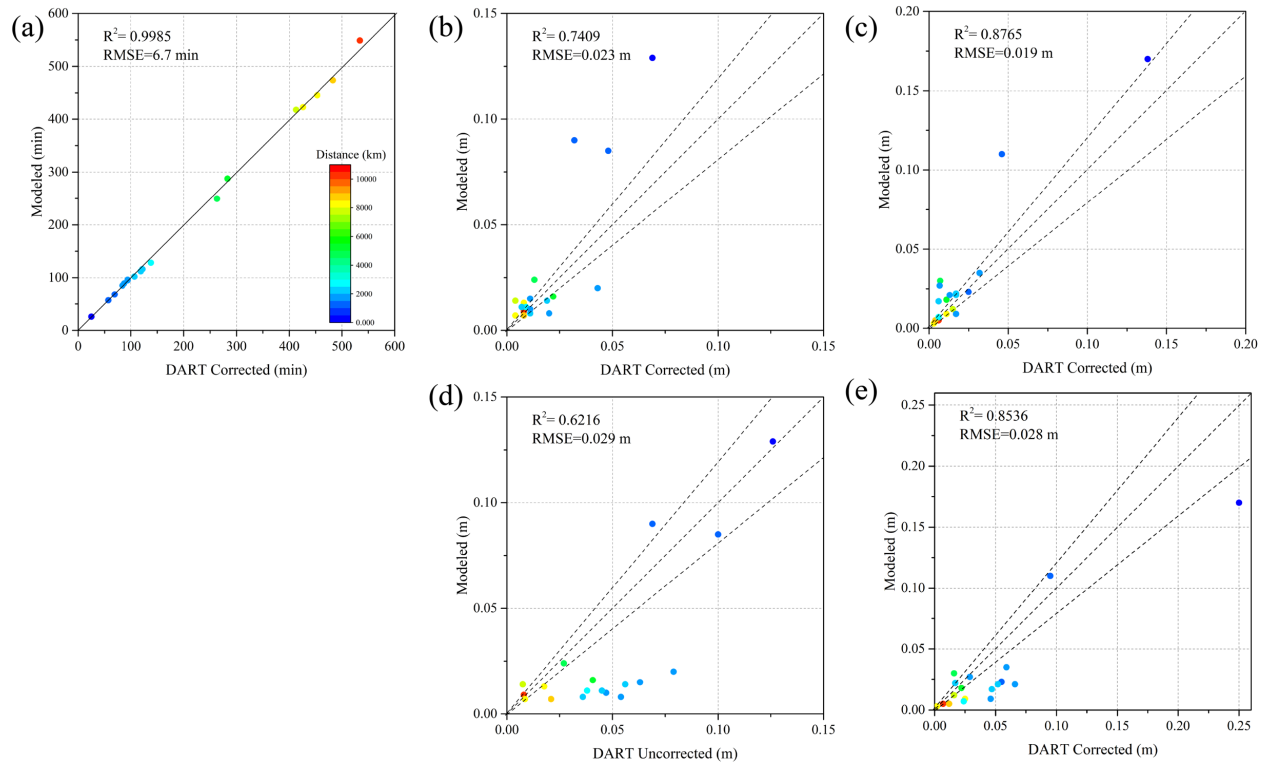 (a)
R²= 0.9985
RMSE=6.7 min
600
500
400
300
200
100
0
0 100 200 300 400 500 600
Modeled (min)
DART Corrected (min)
Distance (km)
10000
8000
6000
4000
2000
0.000
(b)
R²= 0.7409
RMSE=0.023 m
0.15
0.10
0.05
0.00
0.00 0.05 0.10 0.15
Modeled (m)
DART Corrected (m)
(c)
R²= 0.8765
RMSE=0.019 m
0.20
0.15
0.10
0.05
0.00
0.00 0.05 0.10 0.15 0.20
Modeled (m)
DART Corrected (m)
(d)
R²= 0.6216
RMSE=0.029 m
0.15
0.10
0.05
0.00
0.00 0.05 0.10 0.15
Modeled (m)
DART Uncorrected (m)
(e)
R²= 0.8536
RMSE=0.028 m
0.25
0.20
0.15
0.10
0.05
0.00
0.00 0.05 0.10 0.15 0.20 0.25
Modeled (m)
DART Corrected (m)